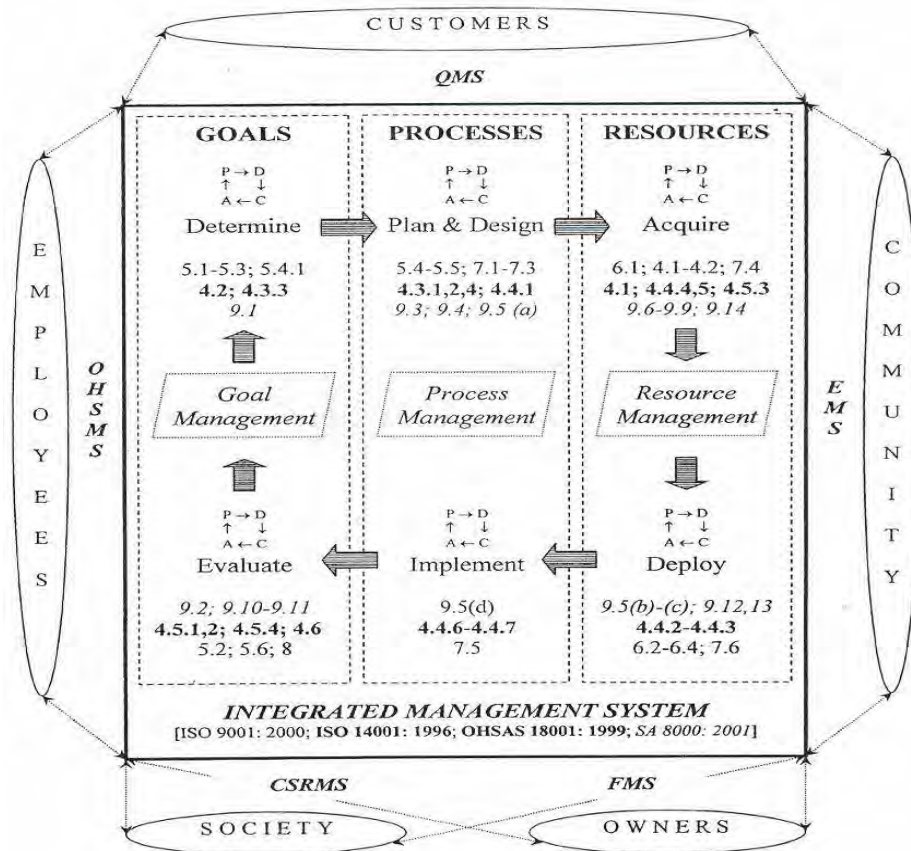 CUSTOMERS
QMS
GOALS
P → D
↑ ↓
A ← C
Determine
5.1-5.3; 5.4.1
4.2; 4.3.3
9.1
Goal
Management
P → D
↑ ↓
A ← C
Evaluate
9.2; 9.10-9.11
4.5.1,2; 4.5.4; 4.6
5.2; 5.6; 8
PROCESSES
P → D
↑ ↓
A ← C
Plan & Design
5.4-5.5; 7.1-7.3
4.3.1,2,4; 4.4.1
9.3; 9.4; 9.5 (a)
Process
Management
P → D
↑ ↓
A ← C
Implement
9.5(d)
4.4.6-4.4.7
7.5
RESOURCES
P → D
↑ ↓
A ← C
Acquire
6.1; 4.1-4.2; 7.4
4.1; 4.4.4,5; 4.5.3
9.6-9.9; 9.14
Resource
Management
P → D
↑ ↓
A ← C
Deploy
9.5(b)-(c); 9.12,13
4.4.2-4.4.3
6.2-6.4; 7.6
EMPLOYEES
OHSMS
EMS
COMMUNITY
INTEGRATED MANAGEMENT SYSTEM
[ISO 9001: 2000; ISO 14001: 1996; OHSAS 18001: 1999; SA 8000: 2001]
CSRMS
FMS
SOCIETY
OWNERS